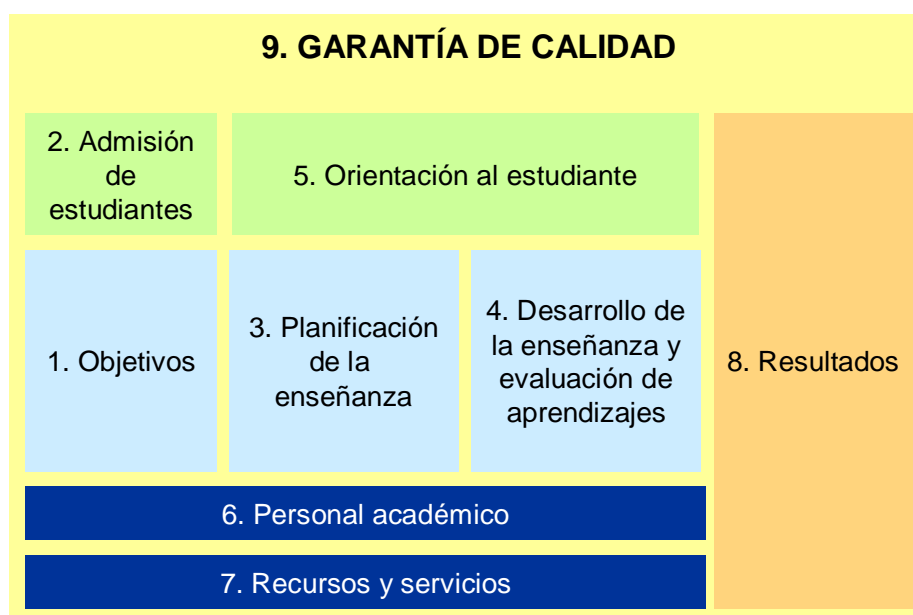 9. GARANTÍA DE CALIDAD
2. Admisión
de
estudiantes
5. Orientación al estudiante
1. Objetivos
3. Planificación
de la
enseñanza
4. Desarrollo de
la enseñanza y
evaluación de
aprendizajes
8. Resultados
6. Personal académico
7. Recursos y servicios